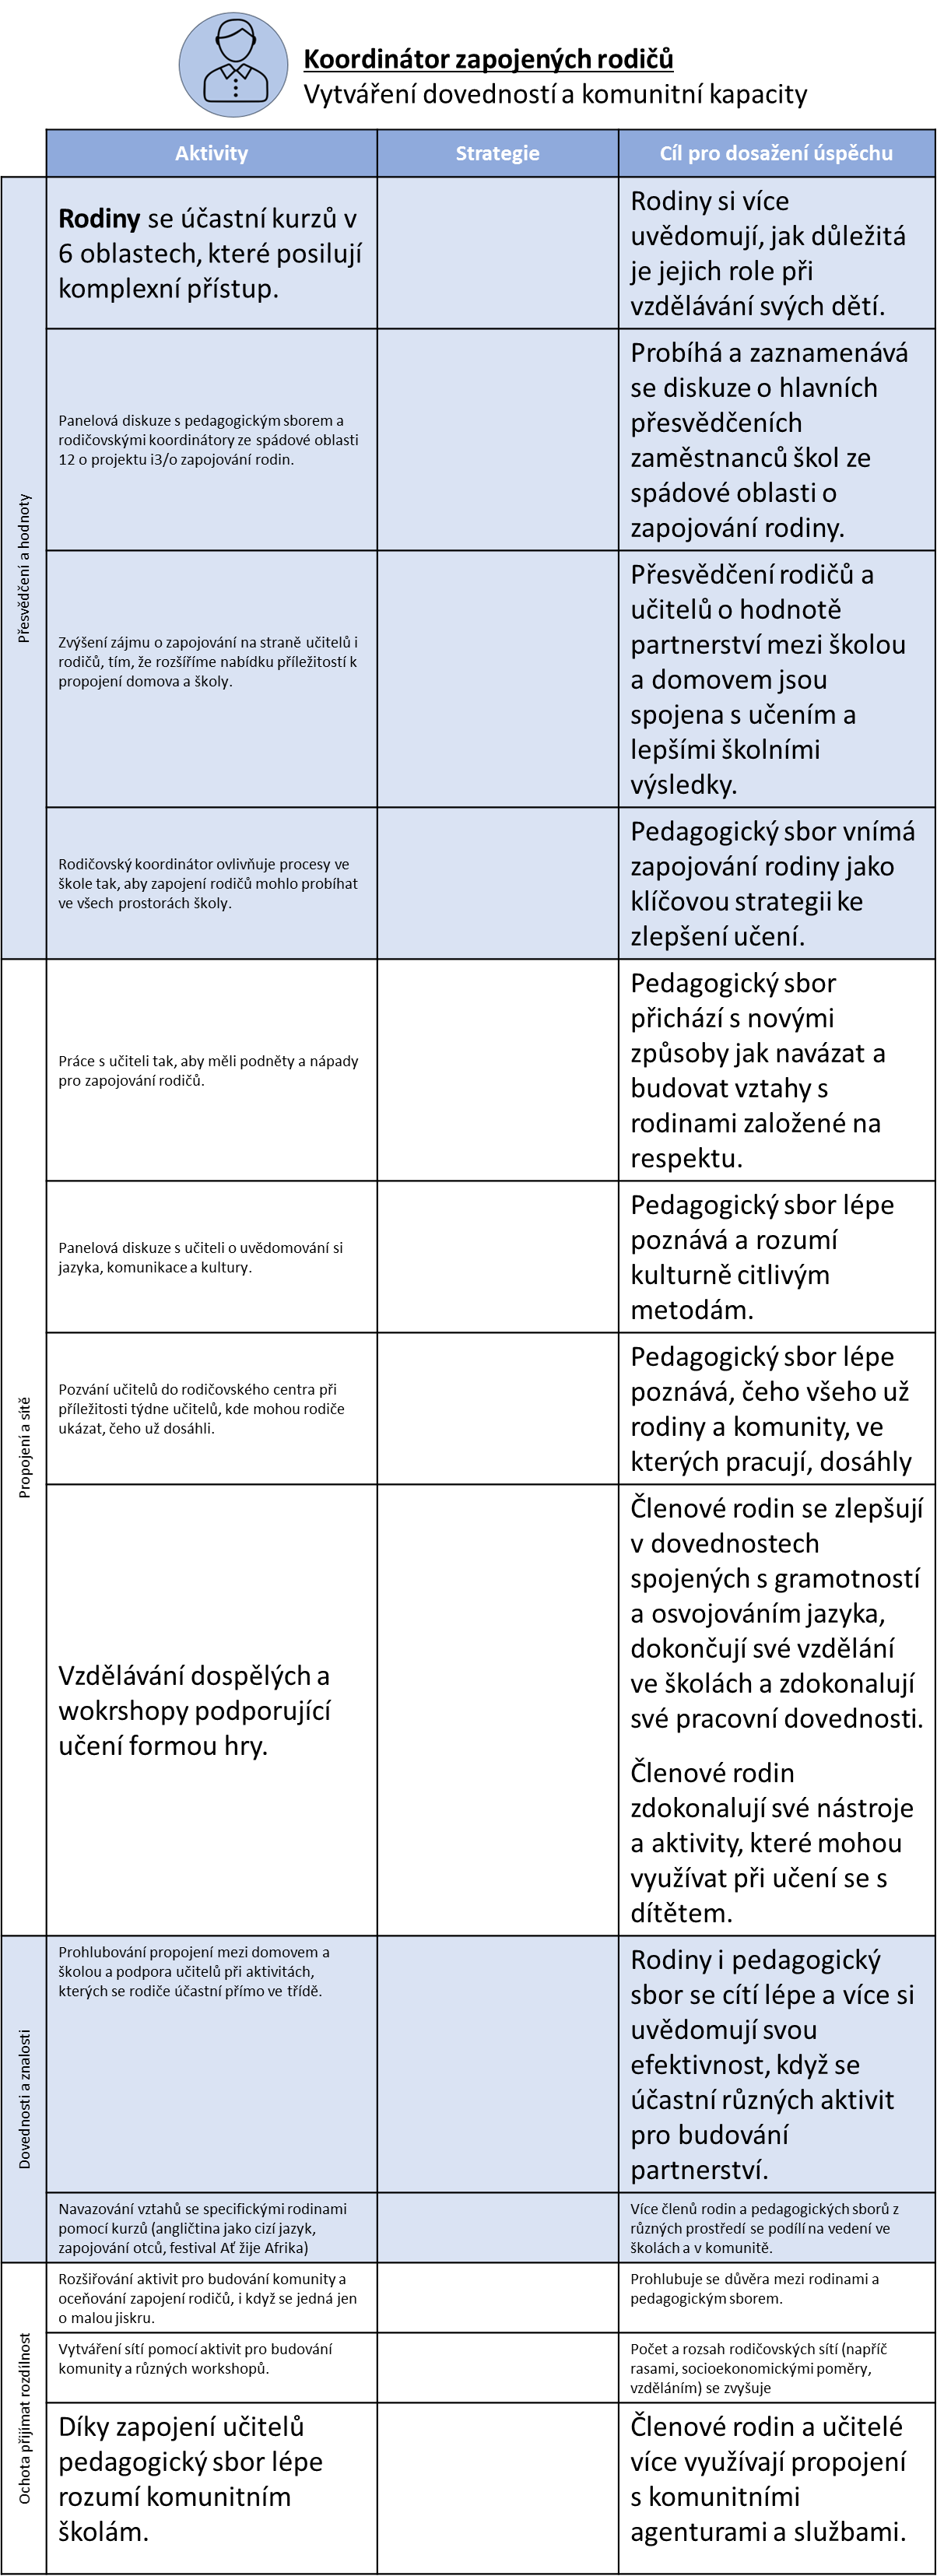 Koordinátor zapojených rodičů
Vytváření dovedností a komunitní kapacity
Aktivity
Strategie
Cíl pro dosažení úspěchu
Přesvědčení a hodnoty
Rodiny se účastní kurzů v
6 oblastech, které posilují
komplexní přístup.
Rodiny si více
uvědomují, jak důležitá
je jejich role při
vzdělávání svých dětí.
Panelová diskuze s pedagogickým sborem a
rodičovskými koordinátory ze spádové oblasti
12 o projektu i3/o zapojování rodin.
Probíhá a zaznamenává
se diskuze o hlavních
přesvědčeních
zaměstnanců škol ze
spádové oblasti o
zapojování rodiny.
Zvýšení zájmu o zapojování na straně učitelů i
rodičů, tím, že rozšíříme nabídku příležitostí k
propojení domova a školy.
Přesvědčení rodičů a
učitelů o hodnotě
partnerství mezi školou
a domovem jsou
spojena s učením a
lepšími školními
výsledky.
Rodičovský koordinátor ovlivňuje procesy ve
škole tak, aby zapojení rodičů mohlo probíhat
ve všech prostorách školy.
Pedagogický sbor vnímá
zapojování rodiny jako
klíčovou strategii ke
zlepšení učení.
Propojení a sítě
Práce s učiteli tak, aby měli podněty a nápady
pro zapojování rodičů.
Pedagogický sbor
přichází s novými
způsoby jak navázat a
budovat vztahy s
rodinami založené na
respektu.
Panelová diskuze s učiteli o uvědomování si
jazyka, komunikace a kultury.
Pedagogický sbor lépe
poznává a rozumí
kulturně citlivým
metodám.
Pozvání učitelů do rodičovského centra při
příležitosti týdne učitelů, kde mohou rodiče
ukázat, čeho už dosáhli.
Pedagogický sbor lépe
poznává, čeho všeho už
rodiny a komunity, ve
kterých pracují, dosáhly
Vzdělávání dospělých a
wokrshopy podporující
učení formou hry.
Členové rodin se zlepšují
v dovednostech
spojených s gramotností
a osvojováním jazyka,
dokončují své vzdělání
ve školách a zdokonalují
své pracovní dovednosti.
Členové rodin
zdokonalují své nástroje
a aktivity, které mohou
využívat při učení se s
dítětem.
Dovednosti a znalosti
Prohlubování propojení mezi domovem a
školou a podpora učitelů při aktivitách,
kterých se rodiče účastní přímo ve třídě.
Rodiny i pedagogický
sbor se cítí lépe a více si
uvědomují svou
efektivnost, když se
účastní různých aktivit
pro budování
partnerství.
Navazování vztahů se specifickými rodinami
pomocí kurzů (angličtina jako cizí jazyk,
zapojování otců, festival Ať žije Afrika)
Více členů rodin a pedagogických sborů z
různých prostředí se podílí na vedení ve
školách a v komunitě.
Ochota přijímat rozdílnost
Rozšiřování aktivit pro budování komunity a
oceňování zapojení rodičů, i když se jedná jen
o malou jiskru.
Prohlubuje se důvěra mezi rodinami a
pedagogickým sborem.
Vytváření sítí pomocí aktivit pro budování
komunity a různých workshopů.
Počet a rozsah rodičovských sítí (napříč
rasami, socioekonomickými poměry,
vzděláním) se zvyšuje
Díky zapojení učitelů
pedagogický sbor lépe
rozumí komunitním
školám.
Členové rodin a učitelé
více využívají propojení
s komunitními
agenturami a službami.